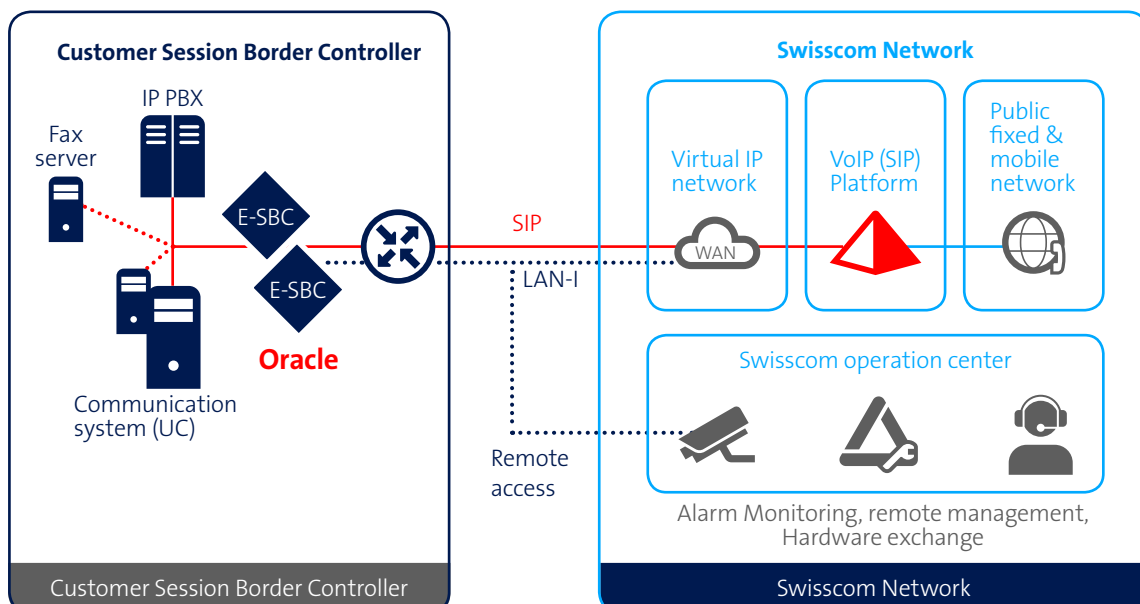 Customer Session Border Controller
IP PBX
Fax
server
E-SBC
E-SBC
Oracle
Communication
system (UC)
SIP
LAN-I
Remote
access
Customer Session Border Controller
Swisscom Network
Virtual IP
network
WAN
VoIP (SIP)
Platform
Public
fixed &
mobile
network
Swisscom operation center
Alarm Monitoring, remote management,
Hardware exchange
Swisscom Network